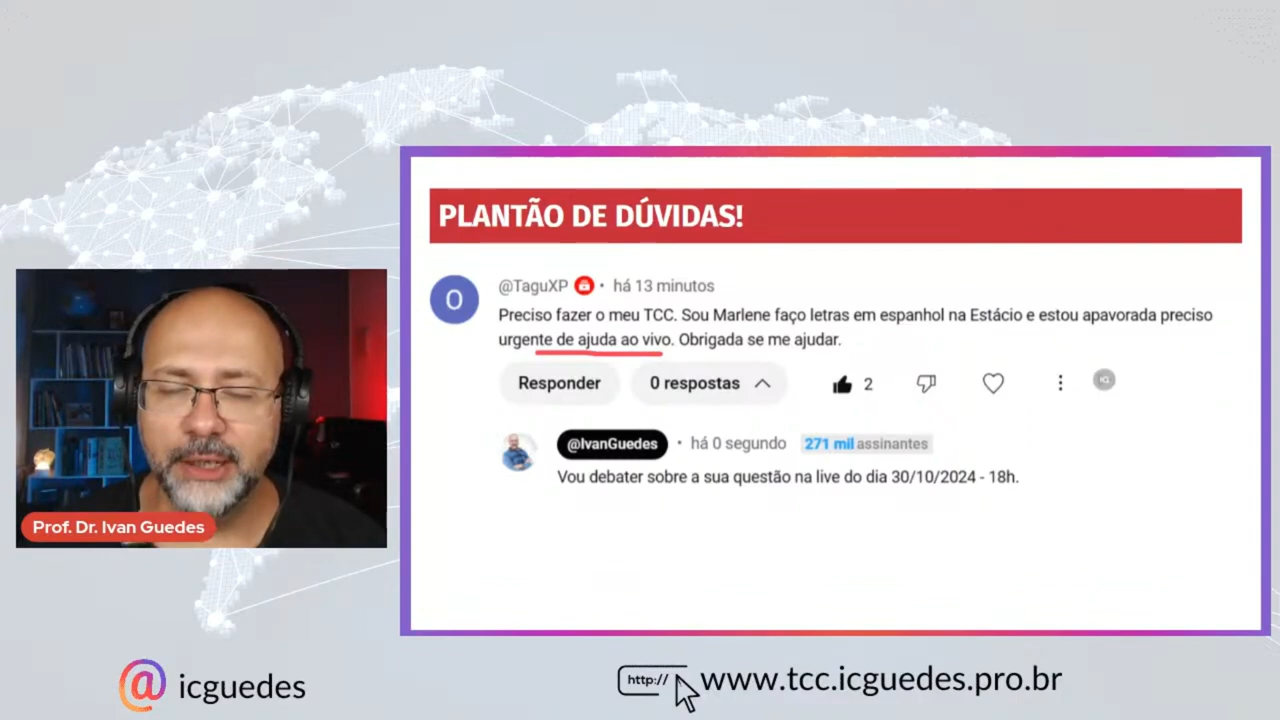 PLANTÃO DE DÚVIDAS!
O
@TaguXP • há 13 minutos
Preciso fazer o meu TCC. Sou Marlene faço letras em espanhol na Estácio e estou apavorada preciso
urgente de ajuda ao vivo. Obrigada se me ajudar.
Responder 0 respostas 2
@IvanGuedes • há 0 segundo 271 mil assinantes
Vou debater sobre a sua questão na live do dia 30/10/2024 - 18h.
Prof. Dr. Ivan Guedes
@ icguedes
http:// www.tcc.icguedes.pro.br